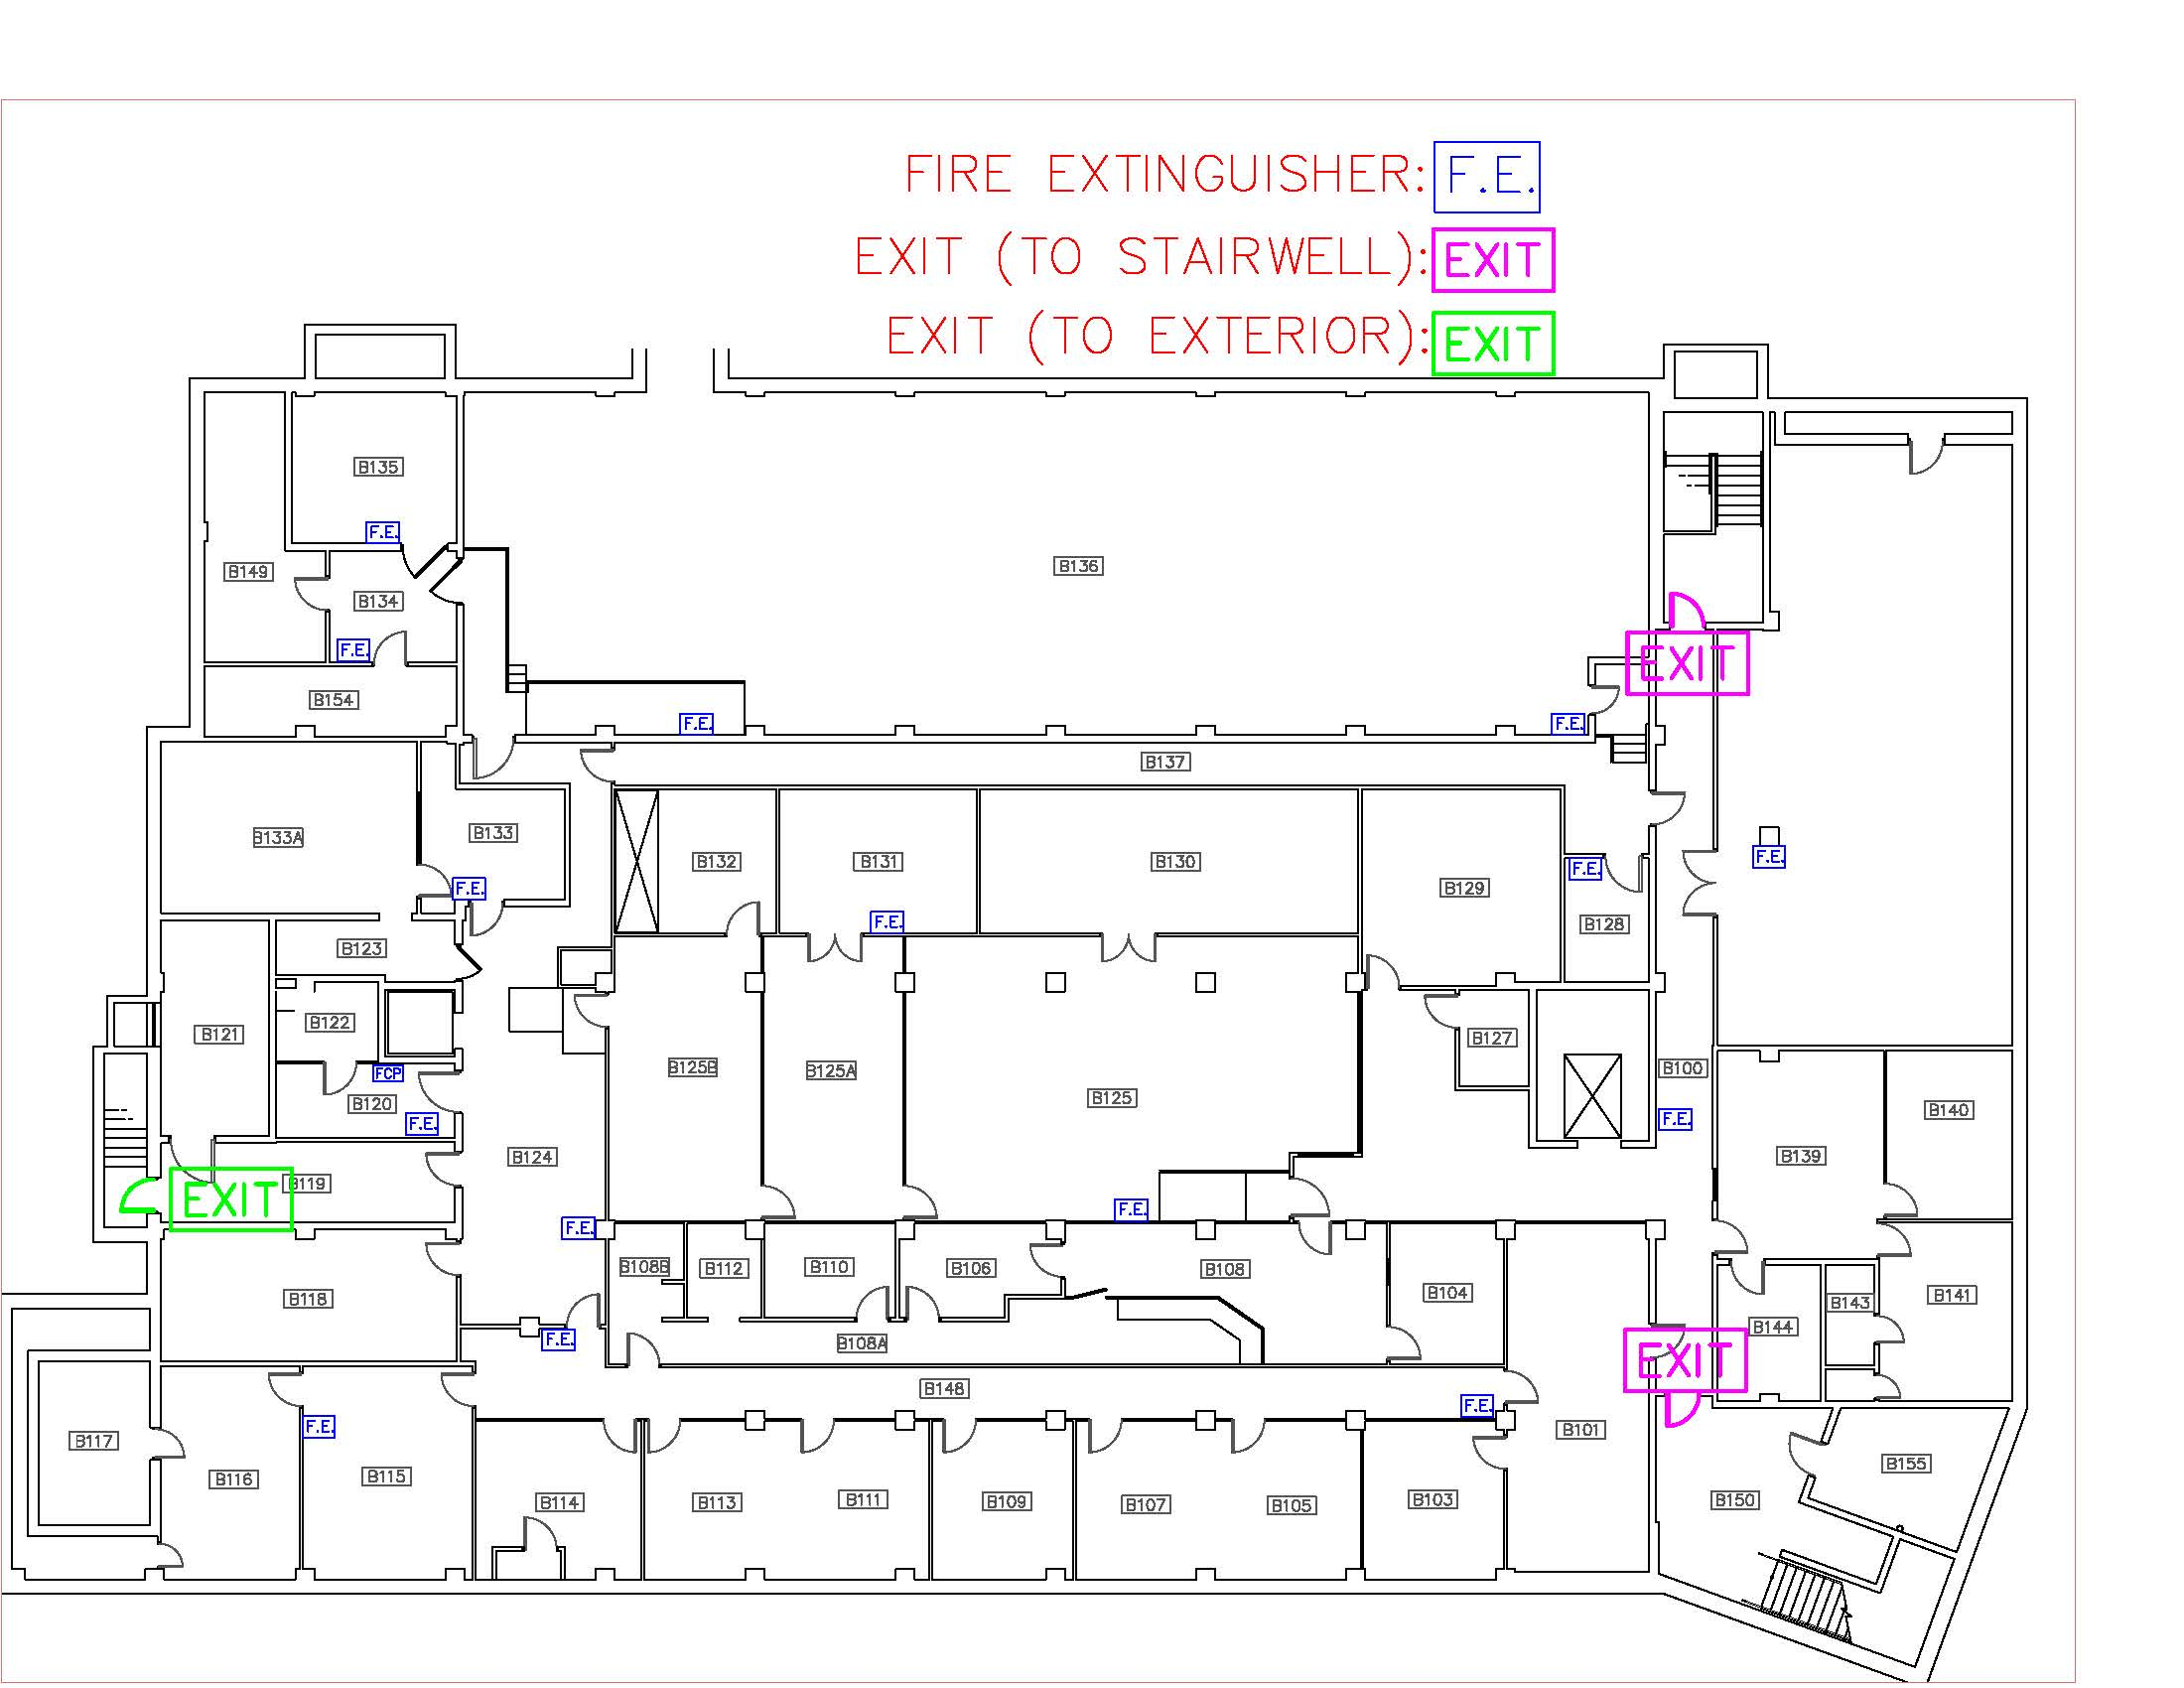 FIRE EXTINGUISHER: F.E.
EXIT (TO STAIRWELL): EXIT
EXIT (TO EXTERIOR): EXIT
B135
F.E.
B149
B136
B134
F.E.
EXIT
B154
F.E.
F.E.
B137
B133A
B133
B132
B131
B130
F.E.
F.E.
F.E.
B129
F.E.
B128
B123
B122
B121
B127
B125B
B125A
B100
FCP
B125
B120
B140
F.E.
F.E.
B124
B139
B119
EXIT
F.E.
F.E.
B108B
B112
B110
B106
B108
B118
B104
B141
B143
B144
F.E.
B108A
EXIT
B148
F.E.
F.E.
B101
B117
B155
B116
B115
B114
B113
B111
B109
B107
B105
B103
B150